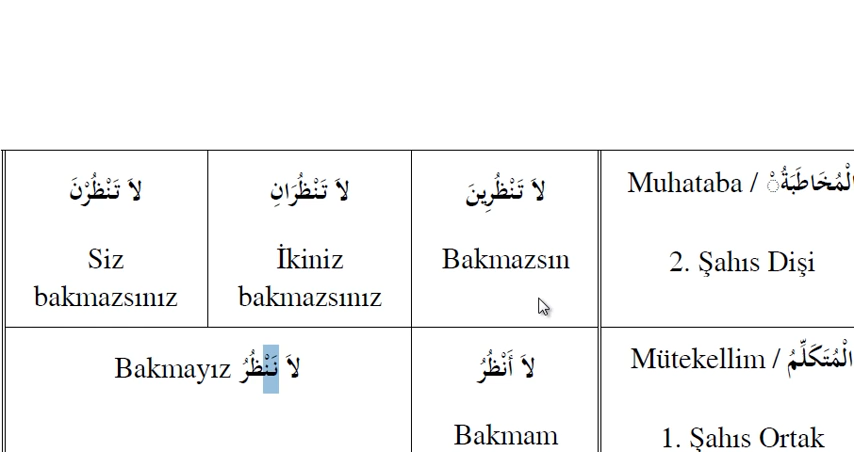 لاَ تَنْظُرْنَ لاَ تَنْظُرَانِ لاَ تَنْظُرِينَ Muhataba / الْمُخَاطَبَةُ
Siz İkiniz Bakmazsın 2. Şahıs Dişi
bakmazsınız bakmazsınız
Bakmayız لاَ نَنْظُرُ لاَ أَنْظُرُ Mütekellim / الْمُتَكَلِّمُ
Bakmam 1. Şahıs Ortak